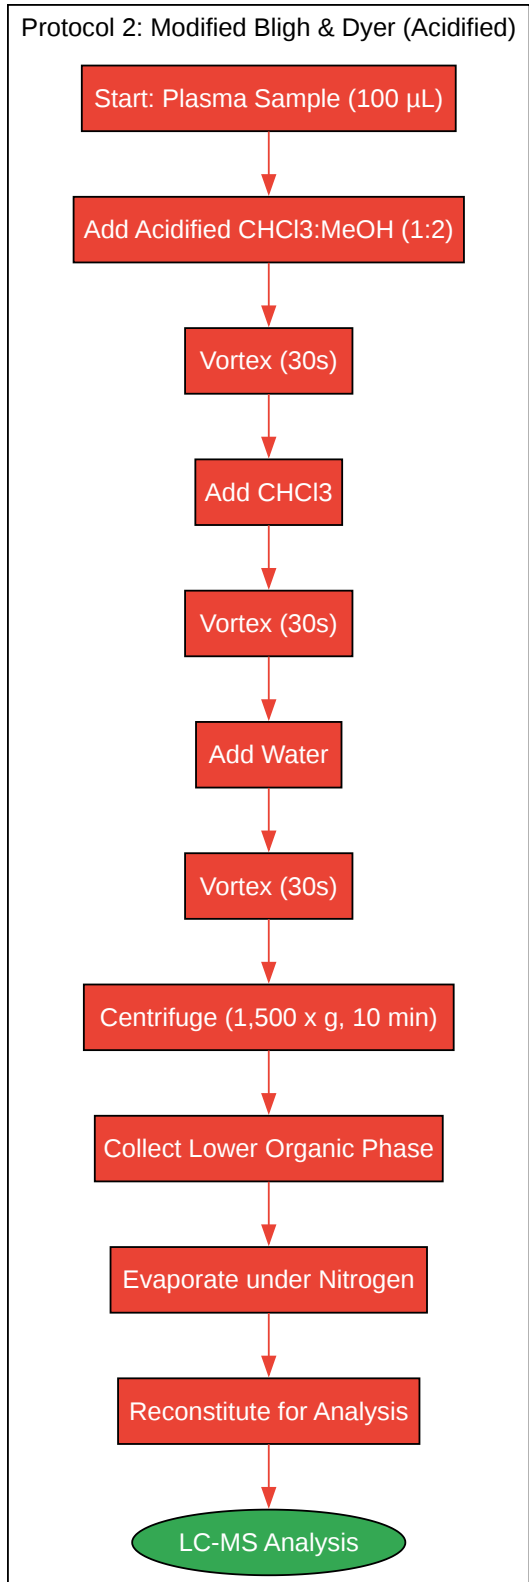 Protocol 2: Modified Bligh & Dyer (Acidified)
Start: Plasma Sample (100 µL)
Add Acidified CHCl3:MeOH (1:2)
Vortex (30s)
Add CHCl3
Vortex (30s)
Add Water
Vortex (30s)
Centrifuge (1,500 x g, 10 min)
Collect Lower Organic Phase
Evaporate under Nitrogen
Reconstitute for Analysis
LC-MS Analysis